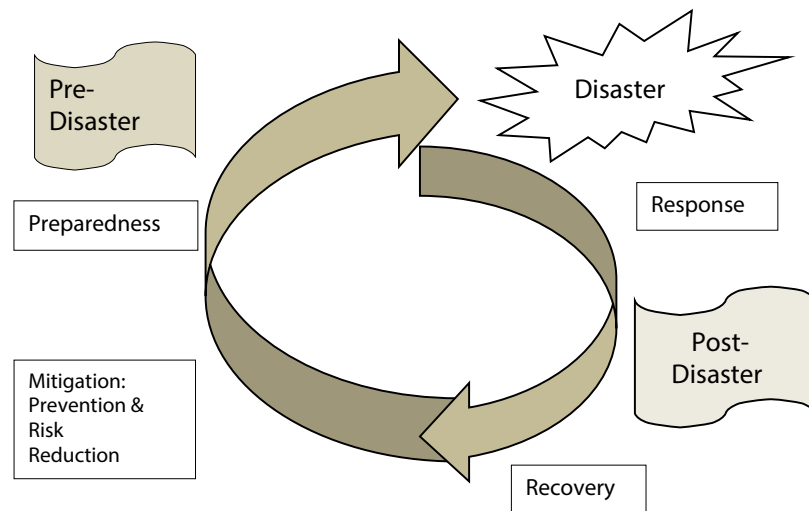 Pre-
Disaster
Disaster
Preparedness
Response
Post-
Disaster
Mitigation:
Prevention &
Risk
Reduction
Recovery